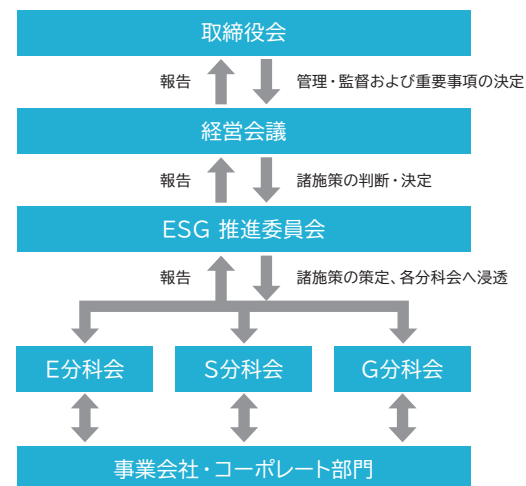 取締役会
報告
管理・監督および重要事項の決定
経営会議
報告
諸施策の判断・決定
ESG 推進委員会
報告
諸施策の策定、各分科会へ浸透
E分科会
S分科会
G分科会
事業会社・コーポレート部門